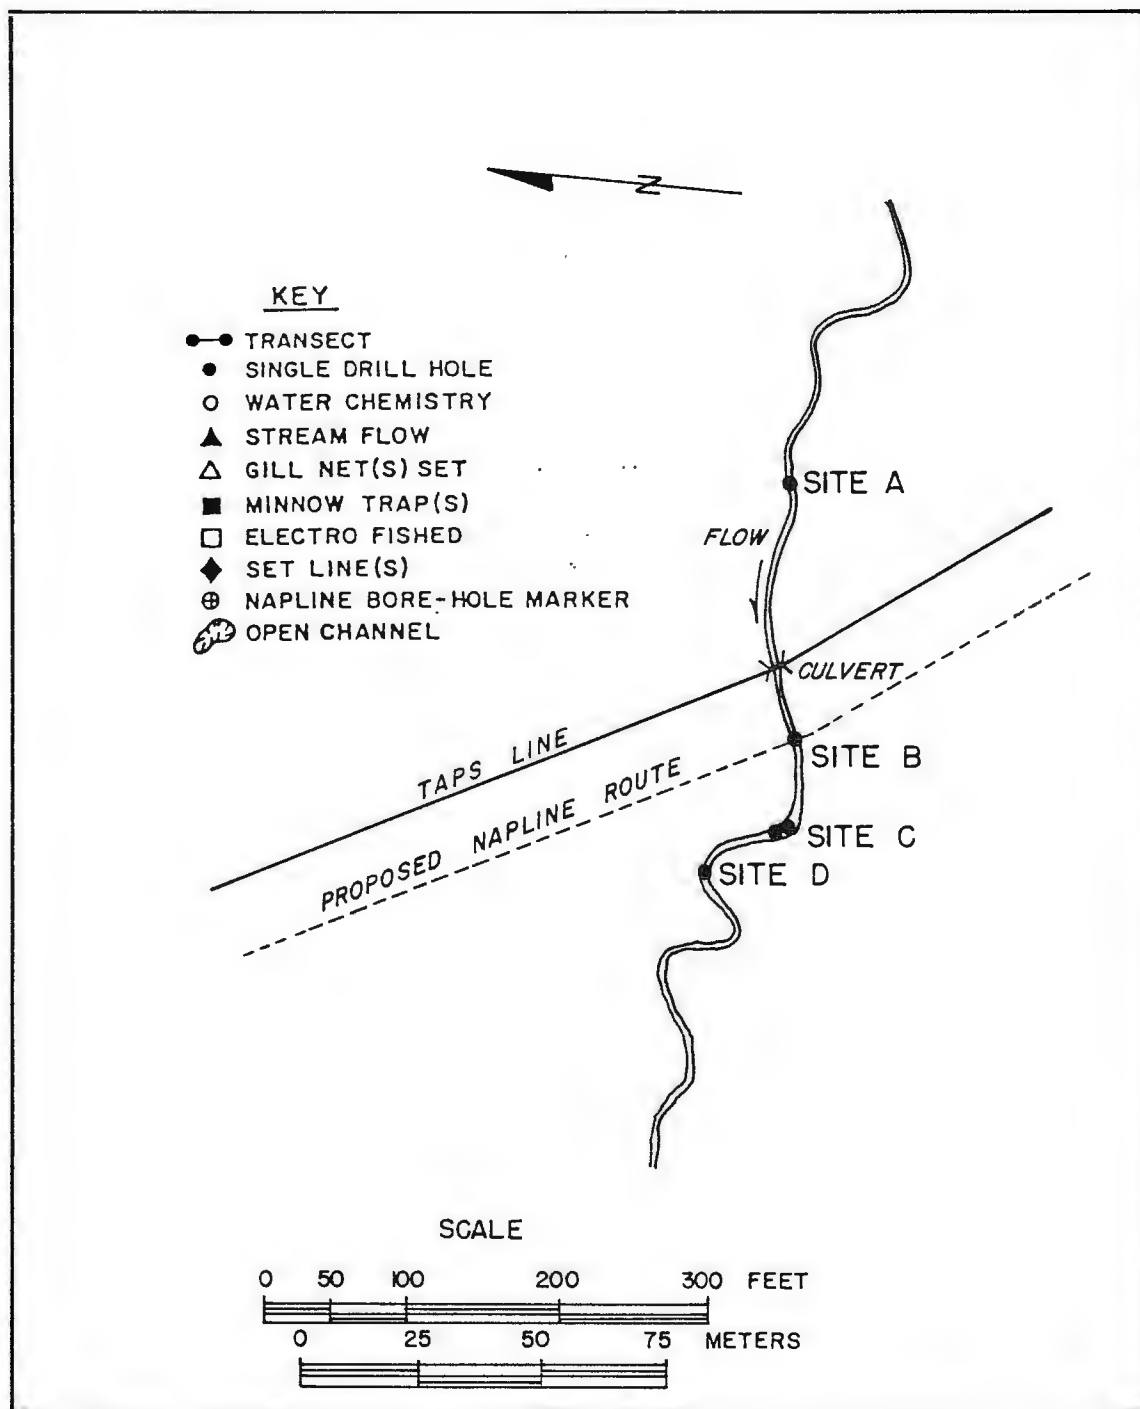 N
KEY
TRANSECT
SINGLE DRILL HOLE
WATER CHEMISTRY
STREAM FLOW
GILL NET(S) SET
MINNOW TRAP(S)
ELECTRO FISHED
SET LINE(S)
NAPLINE BORE-HOLE MARKER
OPEN CHANNEL
SITE A
FLOW
CULVERT
TAPS LINE
SITE B
PROPOSED NAPLINE ROUTE
SITE C
SITE D
SCALE
0 50 100 200 300 FEET
0 25 50 75 METERS